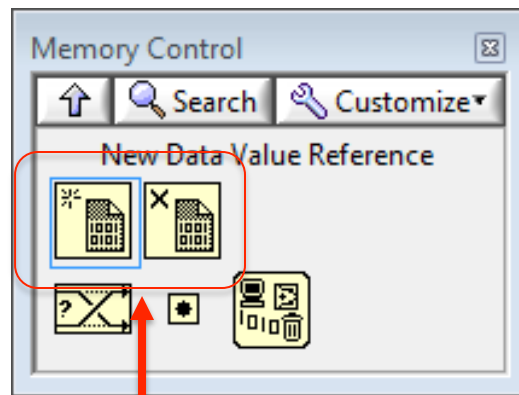 Memory Control
Search Customize
New Data Value Reference
?